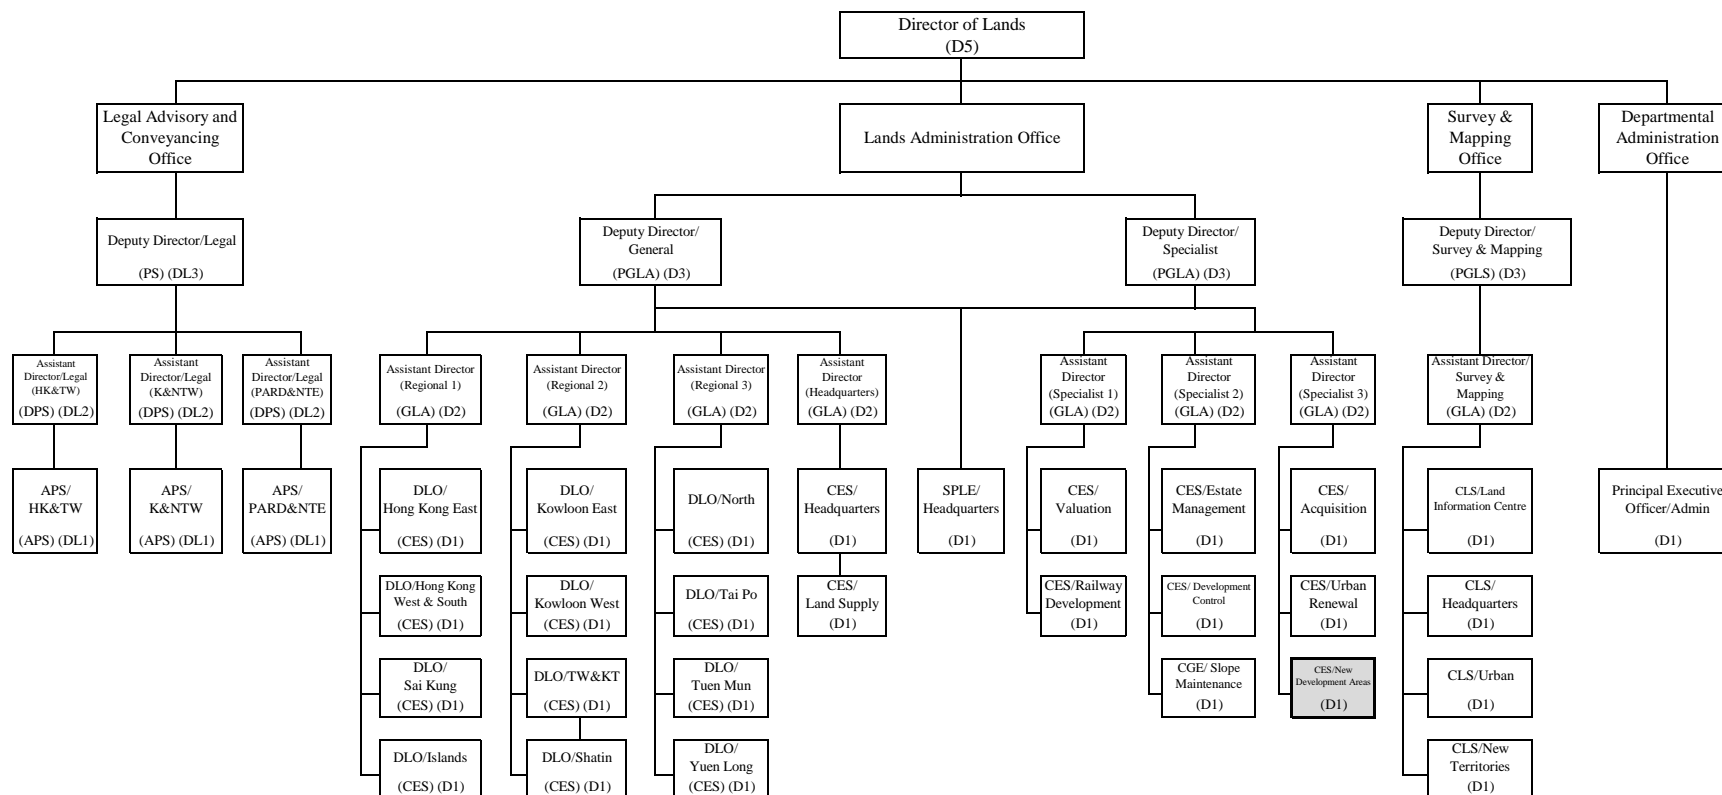 Director of Lands
(D5)
Legal Advisory and
Conveyancing
Office
Lands Administration Office
Survey &
Mapping
Office
Departmental
Administration
Office
Deputy Director/Legal
(PS) (DL3)
Deputy Director/
General
(PGLA) (D3)
Deputy Director/
Specialist
(PGLA) (D3)
Deputy Director/
Survey & Mapping
(PGLS) (D3)
Assistant
Director/Legal
(HK&TW)
(DPS) (DL2)
Assistant
Director/Legal
(K&NTW)
(DPS) (DL2)
Assistant
Director/Legal
(PARD&NTE)
(DPS) (DL2)
Assistant Director
(Regional 1)
(GLA) (D2)
Assistant Director
(Regional 2)
(GLA) (D2)
Assistant Director
(Regional 3)
(GLA) (D2)
Assistant
Director
(Headquarters)
(GLA) (D2)
Assistant
Director
(Specialist 1)
(GLA) (D2)
Assistant
Director
(Specialist 2)
(GLA) (D2)
Assistant
Director
(Specialist 3)
(GLA) (D2)
Assistant Director/
Survey &
Mapping
(GLA) (D2)
APS/
HK&TW
(APS) (DL1)
APS/
K&NTW
(APS) (DL1)
APS/
PARD&NTE
(APS) (DL1)
DLO/
Hong Kong East
(CES) (D1)
DLO/
Kowloon East
(CES) (D1)
DLO/North
(CES) (D1)
CES/
Headquarters
(D1)
SPLE/
Headquarters
(D1)
CES/
Valuation
(D1)
CES/Estate
Management
(D1)
CES/
Acquisition
(D1)
CLS/Land
Information Centre
(D1)
Principal Executive
Officer/Admin
(D1)
DLO/Hong Kong
West & South
(CES) (D1)
DLO/
Kowloon West
(CES) (D1)
DLO/Tai Po
(CES) (D1)
CES/
Land Supply
(D1)
CES/Railway
Development
(D1)
CES/ Development
Control
(D1)
CES/Urban
Renewal
(D1)
CLS/
Headquarters
(D1)
DLO/
Sai Kung
(CES) (D1)
DLO/TW&KT
(CES) (D1)
DLO/
Tuen Mun
(CES) (D1)
CGE/ Slope
Maintenance
(D1)
CES/New
Development Areas
(D1)
CLS/Urban
(D1)
DLO/Islands
(CES) (D1)
DLO/Shatin
(CES) (D1)
DLO/
Yuen Long
(CES) (D1)
CLS/New
Territories
(D1)